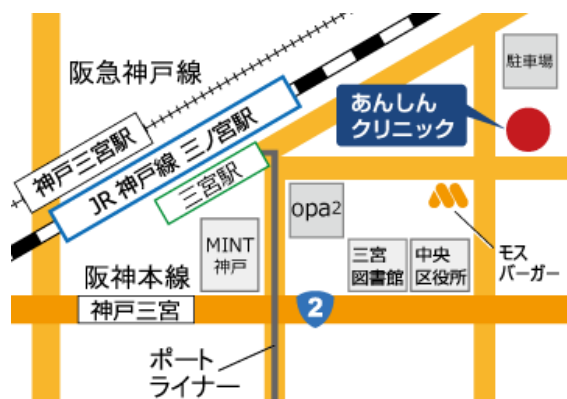 阪急神戸線
駐車場
あんしん
クリニック
神戸三宮駅
JR 神戸線 三ノ宮駅
三宮駅
opa2
MINT
神戸
三宮
図書館
中央
区役所
モス
バーガー
阪神本線
神戸三宮
2
ポート
ライナー